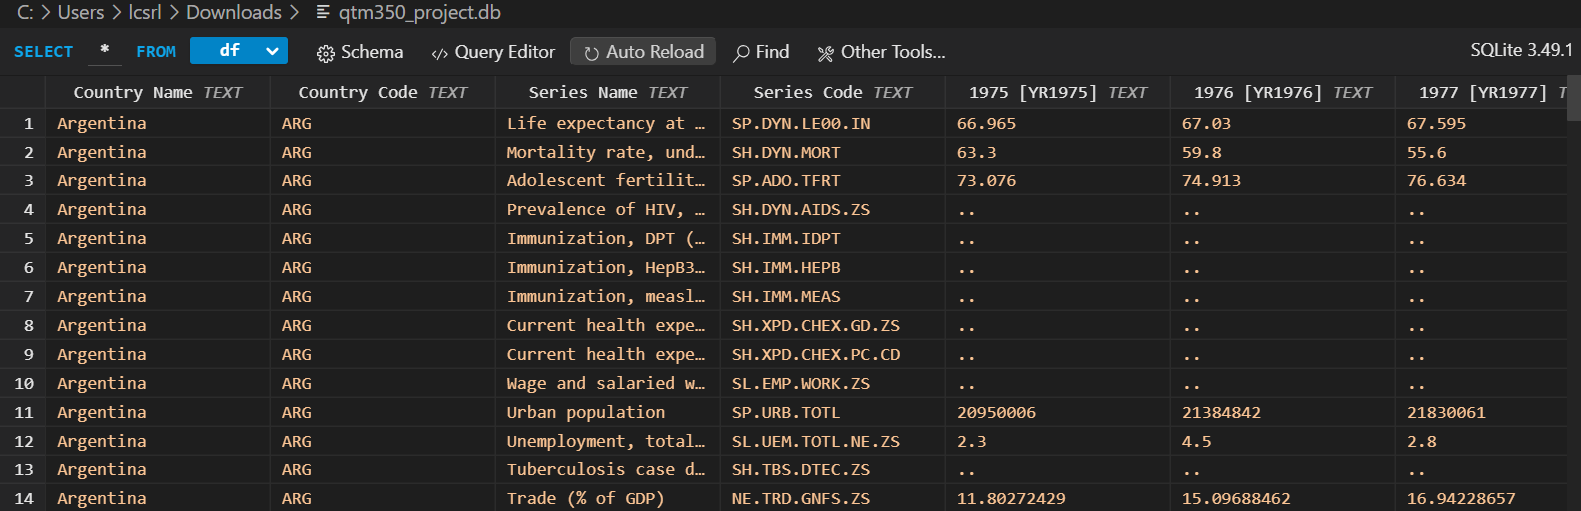 C: > Users > lcsrl > Downloads > qtm350_project.db
SELECT * FROM df Schema </> Query Editor Auto Reload Find Other Tools... SQLite 3.49.1
Country Name TEXT Country Code TEXT Series Name TEXT Series Code TEXT 1975 [YR1975] TEXT 1976 [YR1976] TEXT 1977 [YR1977] T
1 Argentina ARG Life expectancy at … SP.DYN.LE00.IN 66.965 67.03 67.595
2 Argentina ARG Mortality rate, und… SH.DYN.MORT 63.3 59.8 55.6
3 Argentina ARG Adolescent fertilit… SP.ADO.TFRT 73.076 74.913 76.634
4 Argentina ARG Prevalence of HIV, … SH.DYN.AIDS.ZS .. .. ..
5 Argentina ARG Immunization, DPT (… SH.IMM.IDPT .. .. ..
6 Argentina ARG Immunization, HepB3… SH.IMM.HEPB .. .. ..
7 Argentina ARG Immunization, measl… SH.IMM.MEAS .. .. ..
8 Argentina ARG Current health expe… SH.XPD.CHEX.GD.ZS .. .. ..
9 Argentina ARG Current health expe… SH.XPD.CHEX.PC.CD .. .. ..
10 Argentina ARG Wage and salaried w… SL.EMP.WORK.ZS .. .. ..
11 Argentina ARG Urban population SP.URB.TOTL 20950006 21384842 21830061
12 Argentina ARG Unemployment, total… SL.UEM.TOTL.NE.ZS 2.3 4.5 2.8
13 Argentina ARG Tuberculosis case d… SH.TBS.DTEC.ZS .. .. ..
14 Argentina ARG Trade (% of GDP) NE.TRD.GNFS.ZS 11.80272429 15.09688462 16.94228657